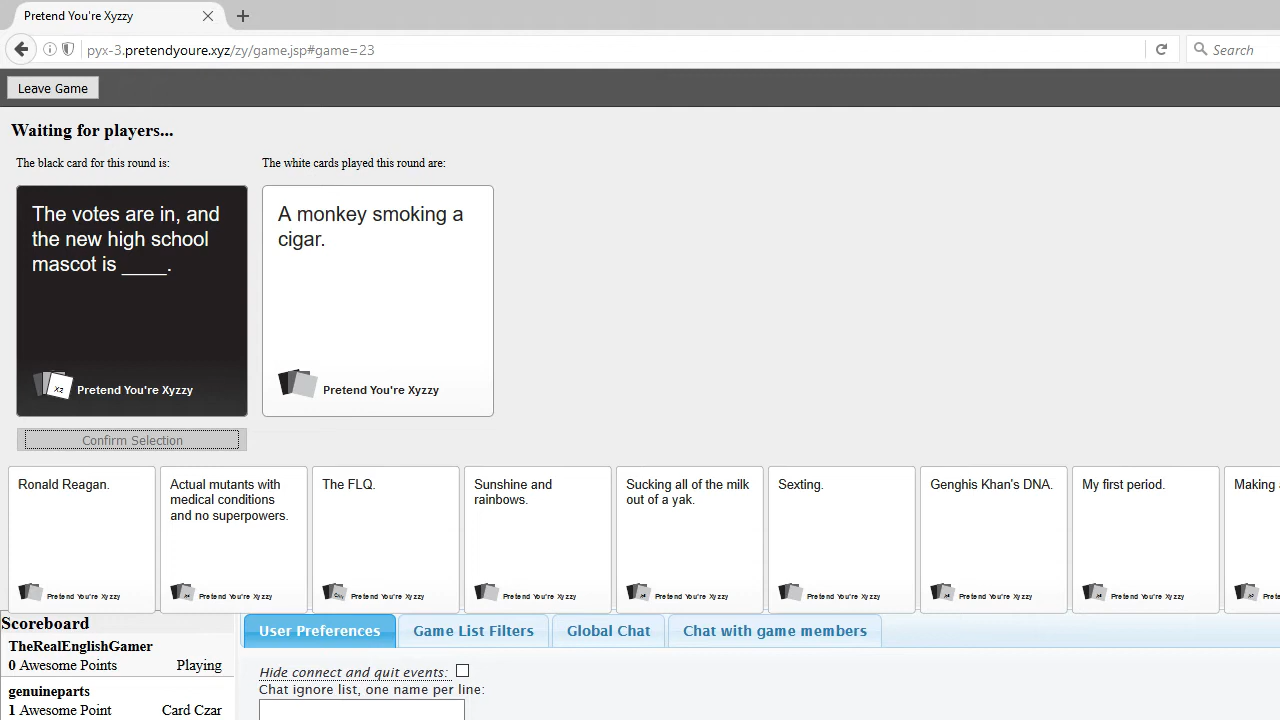 Pretend You're Xyzzy
pyx-3.pretendyoure.xyz/zy/game.jsp#game=23
Search
Leave Game
Waiting for players...
The black card for this round is:
The white cards played this round are:
The votes are in, and
the new high school
mascot is ____.
X2
Pretend You're Xyzzy
A monkey smoking a
cigar.
Pretend You're Xyzzy
Confirm Selection
Ronald Reagan.
Pretend You're Xyzzy
Actual mutants with
medical conditions
and no superpowers.
Pretend You're Xyzzy
The FLQ.
Pretend You're Xyzzy
Sunshine and
rainbows.
Pretend You're Xyzzy
Sucking all of the milk
out of a yak.
Pretend You're Xyzzy
Sexting.
Pretend You're Xyzzy
Genghis Khan's DNA.
Pretend You're Xyzzy
My first period.
Pretend You're Xyzzy
Making
Scoreboard
TheRealEnglishGamer
0 Awesome Points Playing
genuineparts
1 Awesome Point Card Czar
User Preferences
Game List Filters
Global Chat
Chat with game members
Hide connect and quit events:
Chat ignore list, one name per line: